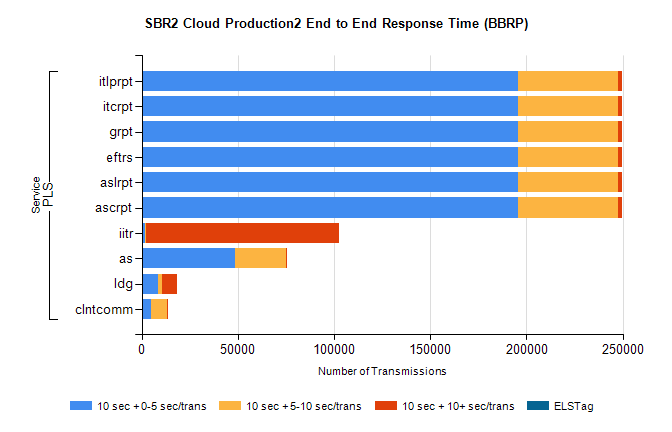 SBR2 Cloud Production2 End to End Response Time (BBRP)
Service
PLS
itlprpt
itcrpt
grpt
eftrs
aslrpt
ascrpt
iitr
as
ldg
clntcomm
0 50000 100000 150000 200000 250000
Number of Transmissions
10 sec +0-5 sec/trans 10 sec +5-10 sec/trans 10 sec + 10+ sec/trans ELSTag